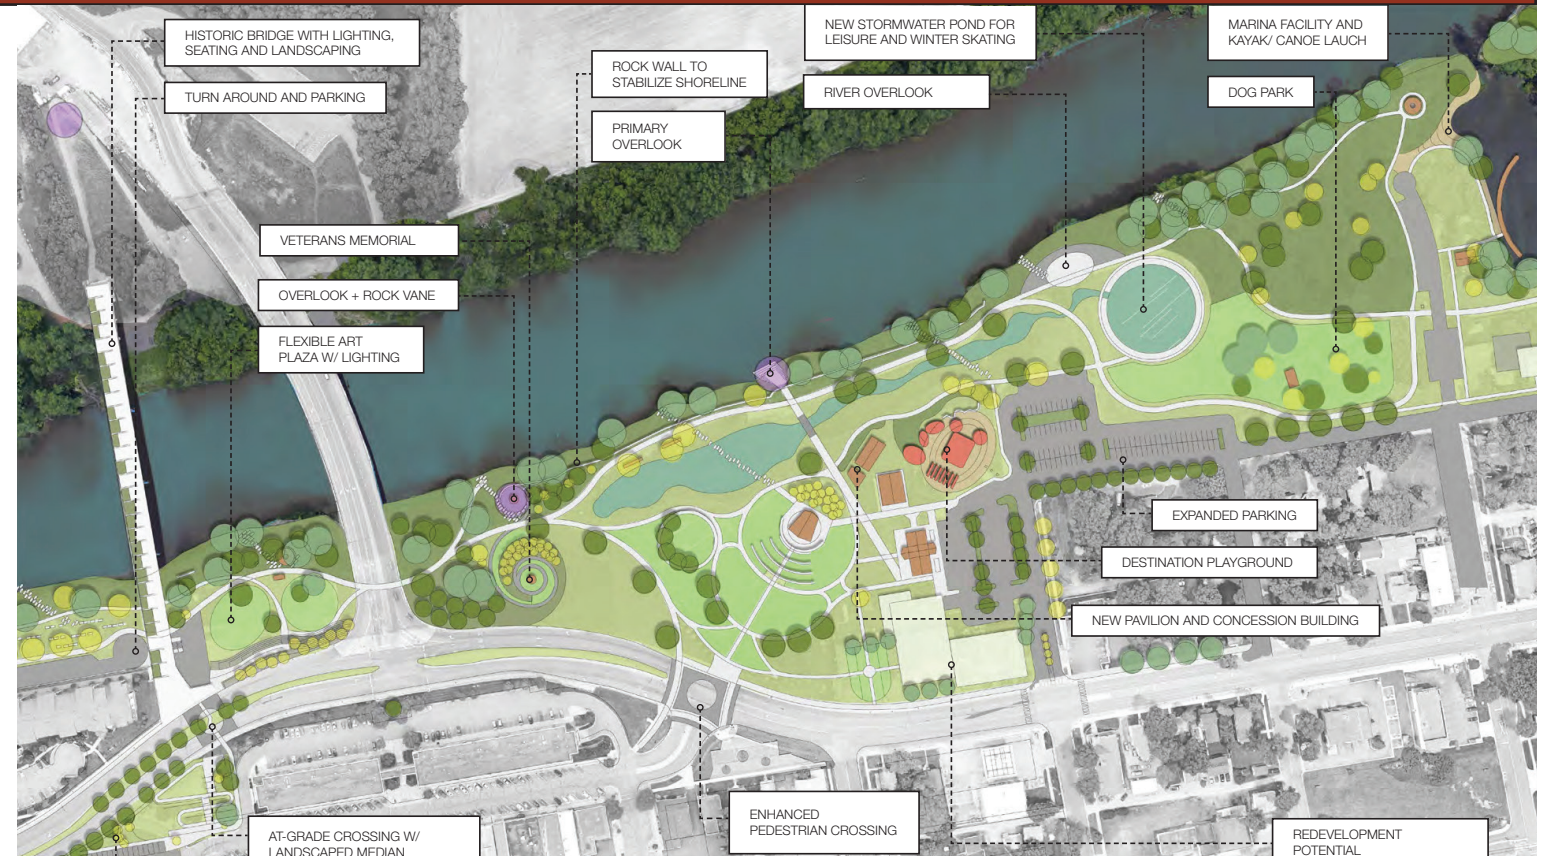 HISTORIC BRIDGE WITH LIGHTING,
SEATING AND LANDSCAPING
TURN AROUND AND PARKING
ROCK WALL TO
STABILIZE SHORELINE
PRIMARY
OVERLOOK
NEW STORMWATER POND FOR
LEISURE AND WINTER SKATING
RIVER OVERLOOK
MARINA FACILITY AND
KAYAK/ CANOE LAUCH
DOG PARK
VETERANS MEMORIAL
OVERLOOK + ROCK VANE
FLEXIBLE ART
PLAZA W/ LIGHTING
EXPANDED PARKING
DESTINATION PLAYGROUND
NEW PAVILION AND CONCESSION BUILDING
ENHANCED
PEDESTRIAN CROSSING
AT-GRADE CROSSING W/
LANDSCAPED MEDIAN
REDEVELOPMENT
POTENTIAL